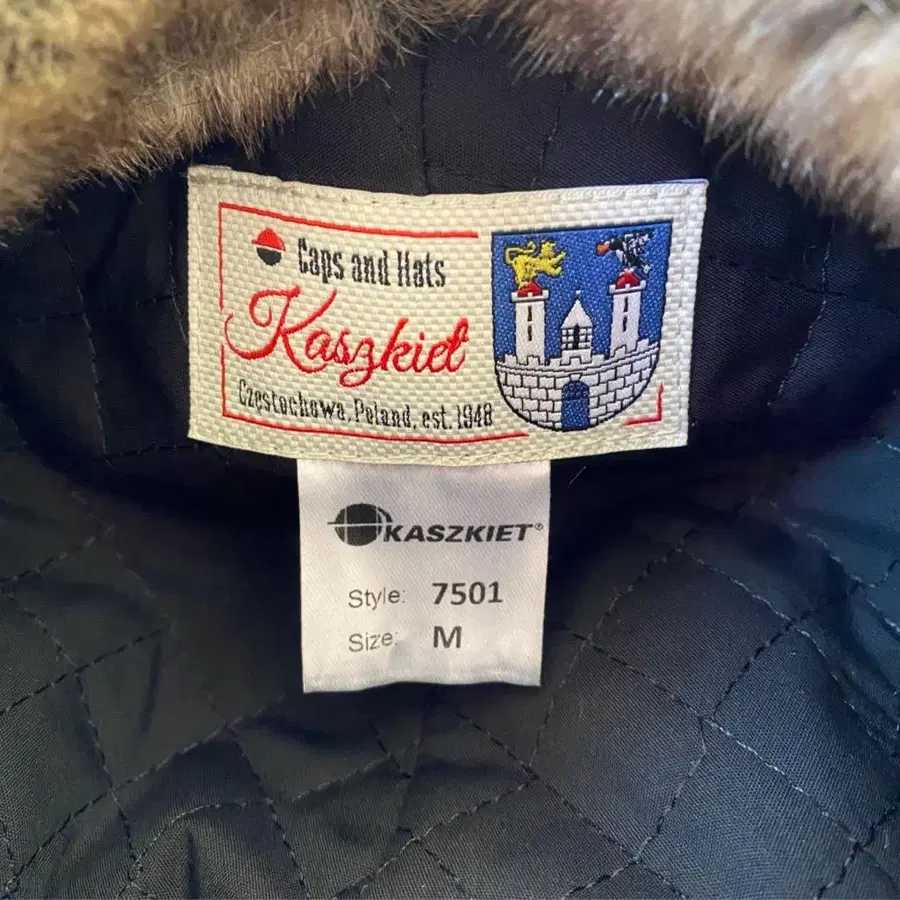 Caps and Hats
Kaszkiet
Częstochowa, Poland, est. 1948
KASZKIET®
Style: 7501
Size: M